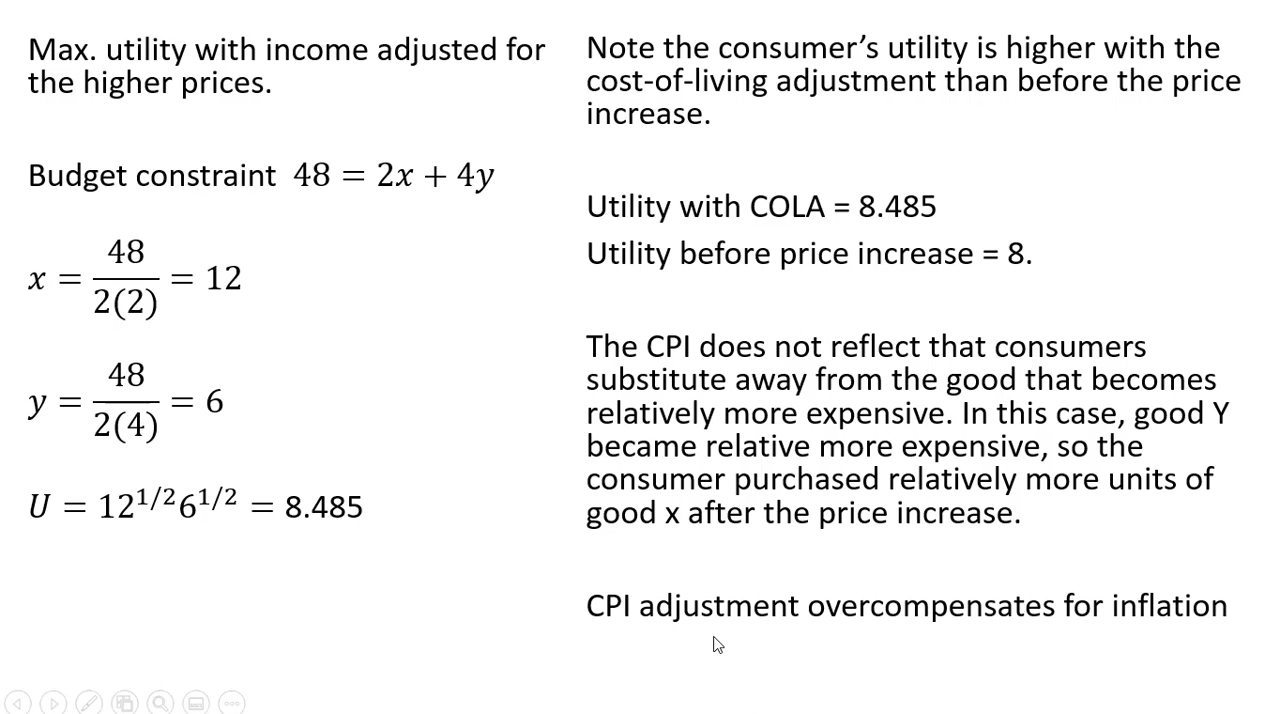 Max. utility with income adjusted for
the higher prices.
Budget constraint 48 = 2x + 4y
x = 48/2(2) = 12
y = 48/2(4) = 6
U = 12^1/2 6^1/2 = 8.485
Note the consumer’s utility is higher with the
cost-of-living adjustment than before the price
increase.
Utility with COLA = 8.485
Utility before price increase = 8.
The CPI does not reflect that consumers
substitute away from the good that becomes
relatively more expensive. In this case, good Y
became relative more expensive, so the
consumer purchased relatively more units of
good x after the price increase.
CPI adjustment overcompensates for inflation